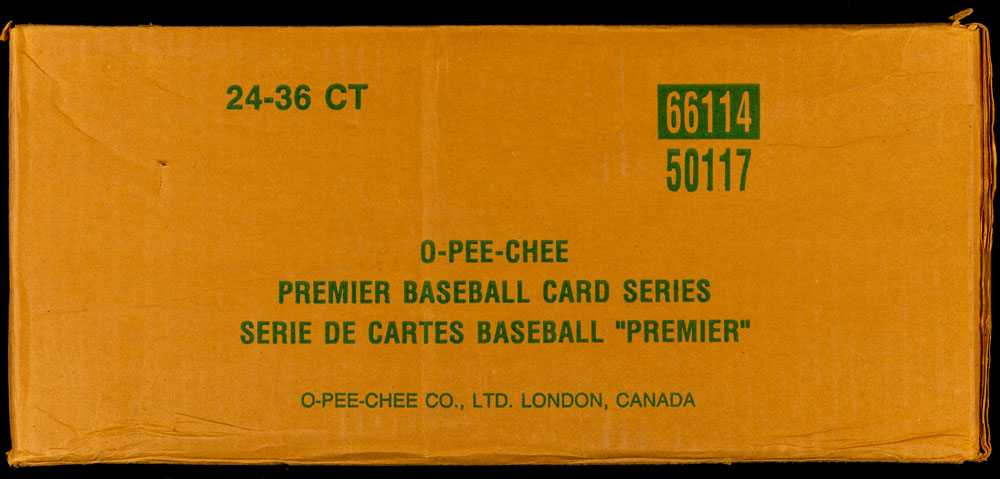 24-36 CT
66114
50117
O-PEE-CHEE
PREMIER BASEBALL CARD SERIES
SERIE DE CARTES BASEBALL "PREMIER"
O-PEE-CHEE CO., LTD. LONDON, CANADA